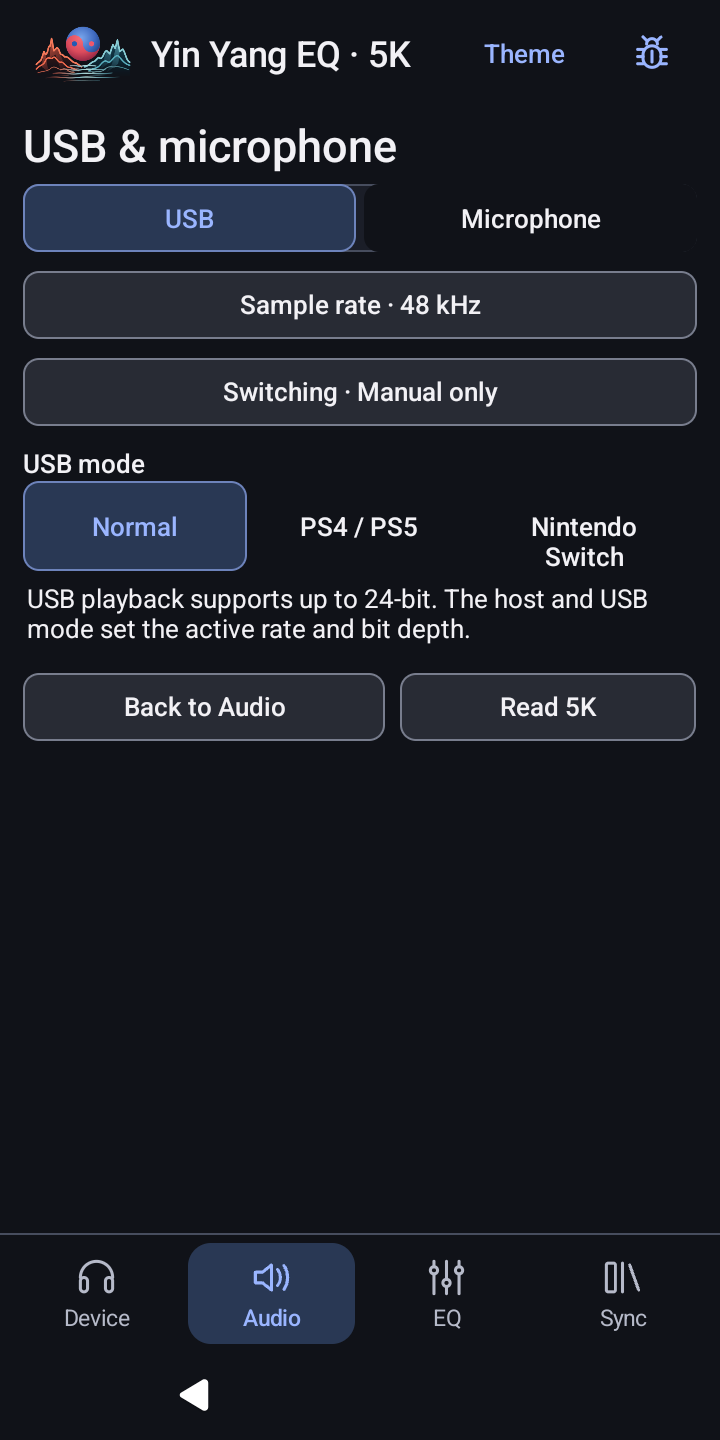 Yin Yang EQ · 5K
Theme
USB & microphone
USB
Microphone
Sample rate · 48 kHz
Switching · Manual only
USB mode
Normal
PS4 / PS5
Nintendo
Switch
USB playback supports up to 24-bit. The host and USB
mode set the active rate and bit depth.
Back to Audio
Read 5K
Device
Audio
EQ
Sync